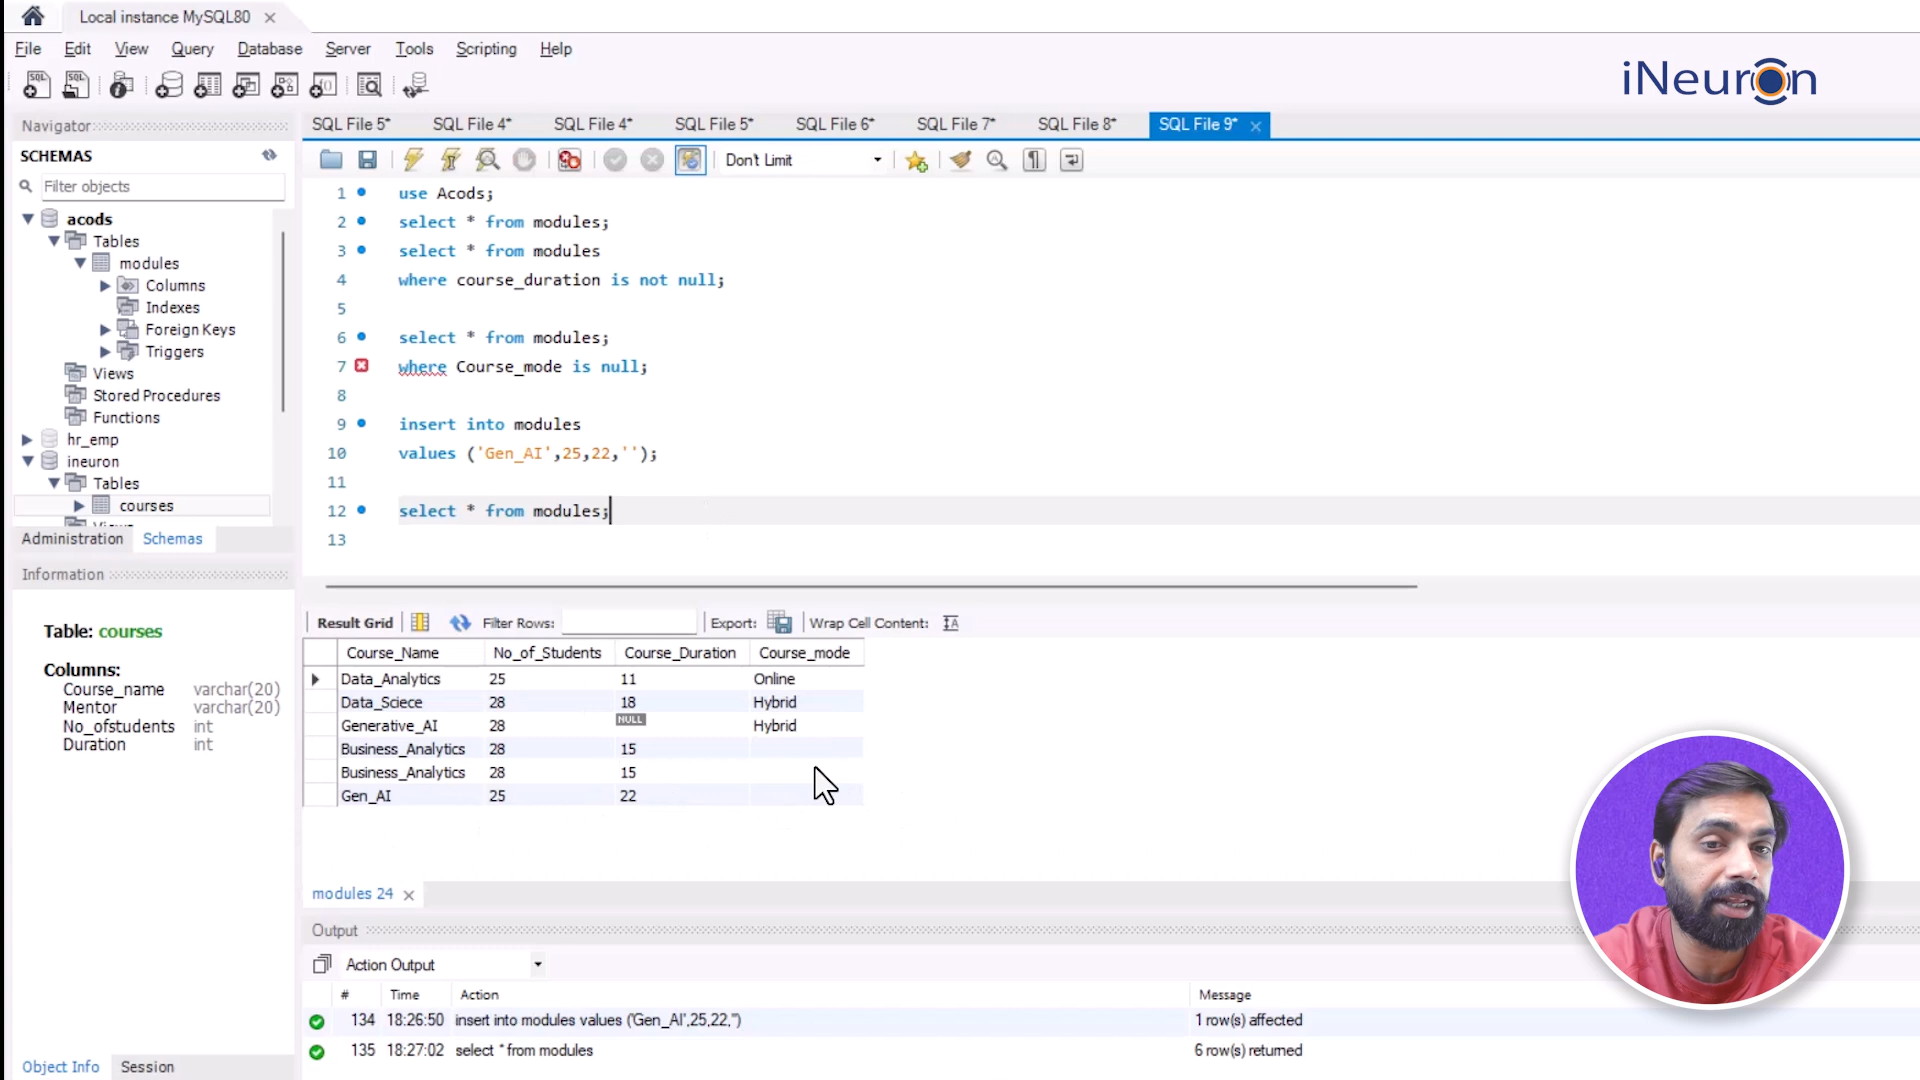 Local instance MySQL80
File Edit View Query Database Server Tools Scripting Help
iNeuron
Navigator
SCHEMAS
Filter objects
acods
Tables
modules
Columns
Indexes
Foreign Keys
Triggers
Views
Stored Procedures
Functions
hr_emp
ineuron
Tables
courses
Administration Schemas
Information
Table: courses
Columns:
Course_name varchar(20)
Mentor varchar(20)
No_ofstudents int
Duration int
Object Info Session
SQL File 5* SQL File 4* SQL File 4* SQL File 5* SQL File 6* SQL File 7* SQL File 8* SQL File 9*
Don't Limit
1 use Acods;
2 select * from modules;
3 select * from modules
4 where course_duration is not null;
5
6 select * from modules;
7 where Course_mode is null;
8
9 insert into modules
10 values ('Gen_AI',25,22,'');
11
12 select * from modules;
13
Result Grid Filter Rows: Export: Wrap Cell Content:
Course_Name No_of_Students Course_Duration Course_mode
Data_Analytics 25 11 Online
Data_Sciece 28 18 Hybrid
Generative_AI 28 NULL Hybrid
Business_Analytics 28 15
Business_Analytics 28 15
Gen_AI 25 22
modules 24
Output
Action Output
# Time Action Message
134 18:26:50 insert into modules values ('Gen_AI',25,22,'') 1 row(s) affected
135 18:27:02 select * from modules 6 row(s) returned